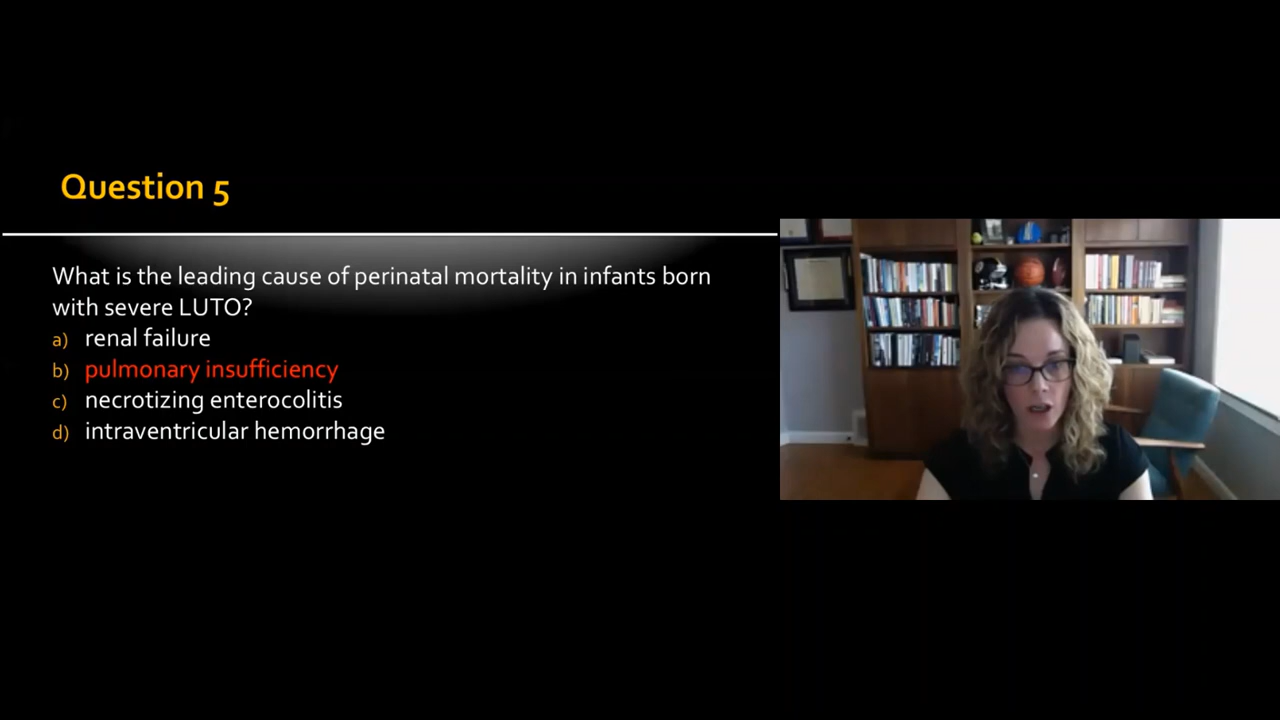 Question 5
What is the leading cause of perinatal mortality in infants born
with severe LUTO?
a) renal failure
b) pulmonary insufficiency
c) necrotizing enterocolitis
d) intraventricular hemorrhage